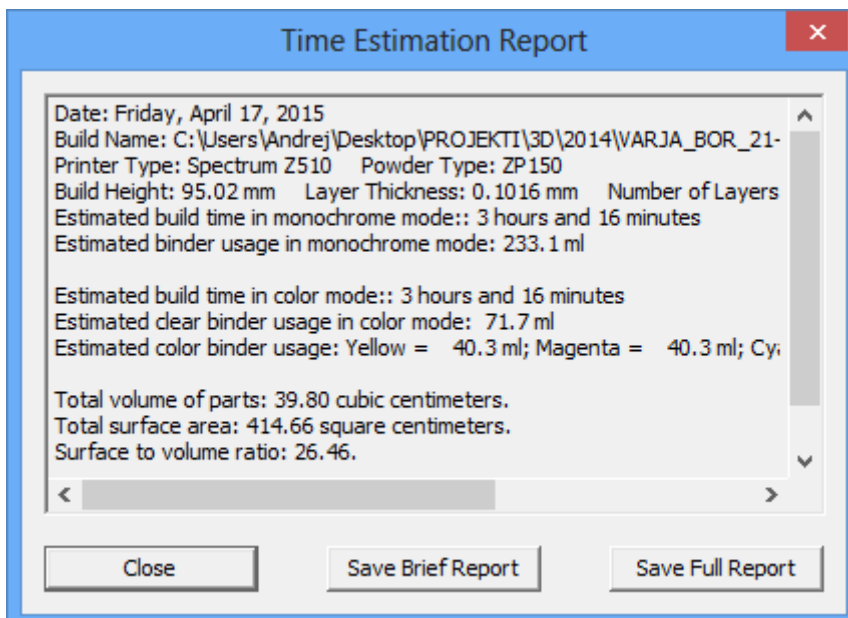 Time Estimation Report
Date: Friday, April 17, 2015
Build Name: C:\Users\Andrej\Desktop\PROJEKTI\3D\2014\VARJA_BOR_21-
Printer Type: Spectrum Z510 Powder Type: ZP150
Build Height: 95.02 mm Layer Thickness: 0.1016 mm Number of Layers
Estimated build time in monochrome mode:: 3 hours and 16 minutes
Estimated binder usage in monochrome mode: 233.1 ml
Estimated build time in color mode:: 3 hours and 16 minutes
Estimated clear binder usage in color mode: 71.7 ml
Estimated color binder usage: Yellow = 40.3 ml; Magenta = 40.3 ml;
Total volume of parts: 39.80 cubic centimeters.
Total surface area: 414.66 square centimeters.
Surface to volume ratio: 26.46.
Close Save Brief Report Save Full Report